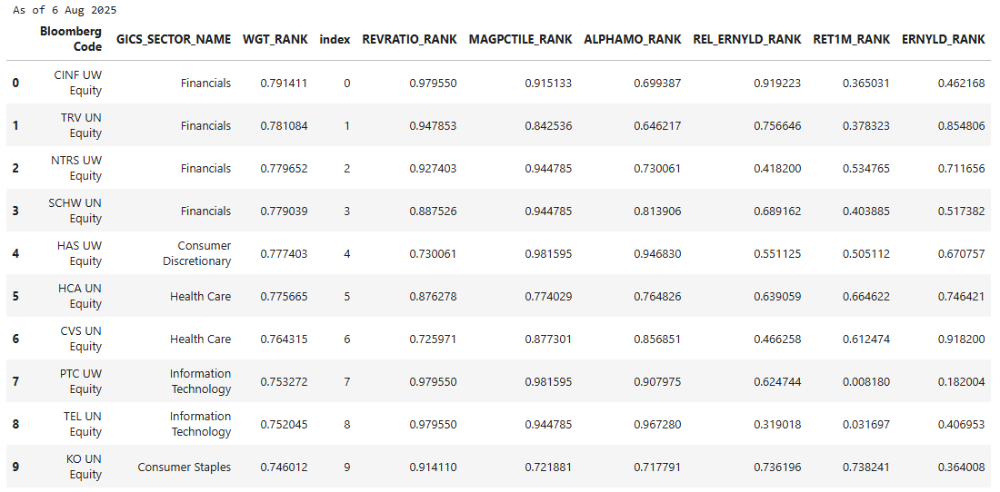 As of 6 Aug 2025
Bloomberg Code GICS_SECTOR_NAME WGT_RANK index REVRATIO_RANK MAGPCTILE_RANK ALPHAMO_RANK REL_ERNYLD_RANK RET1M_RANK ERNYLD_RANK
0 CINF UW Equity Financials 0.791411 0 0.979550 0.915133 0.699387 0.919223 0.365031 0.462168
1 TRV UN Equity Financials 0.781084 1 0.947853 0.842536 0.646217 0.756646 0.378323 0.854806
2 NTRS UW Equity Financials 0.779652 2 0.927403 0.944785 0.730061 0.418200 0.534765 0.711656
3 SCHW UN Equity Financials 0.779039 3 0.887526 0.944785 0.813906 0.689162 0.403885 0.517382
4 HAS UW Equity Consumer Discretionary 0.777403 4 0.730061 0.981595 0.946830 0.551125 0.505112 0.670757
5 HCA UN Equity Health Care 0.775665 5 0.876278 0.774029 0.764826 0.639059 0.664622 0.746421
6 CVS UN Equity Health Care 0.764315 6 0.725971 0.877301 0.856851 0.466258 0.612474 0.918200
7 PTC UW Equity Information Technology 0.753272 7 0.979550 0.981595 0.907975 0.624744 0.008180 0.182004
8 TEL UN Equity Information Technology 0.752045 8 0.979550 0.944785 0.967280 0.319018 0.031697 0.406953
9 KO UN Equity Consumer Staples 0.746012 9 0.914110 0.721881 0.717791 0.736196 0.738241 0.364008